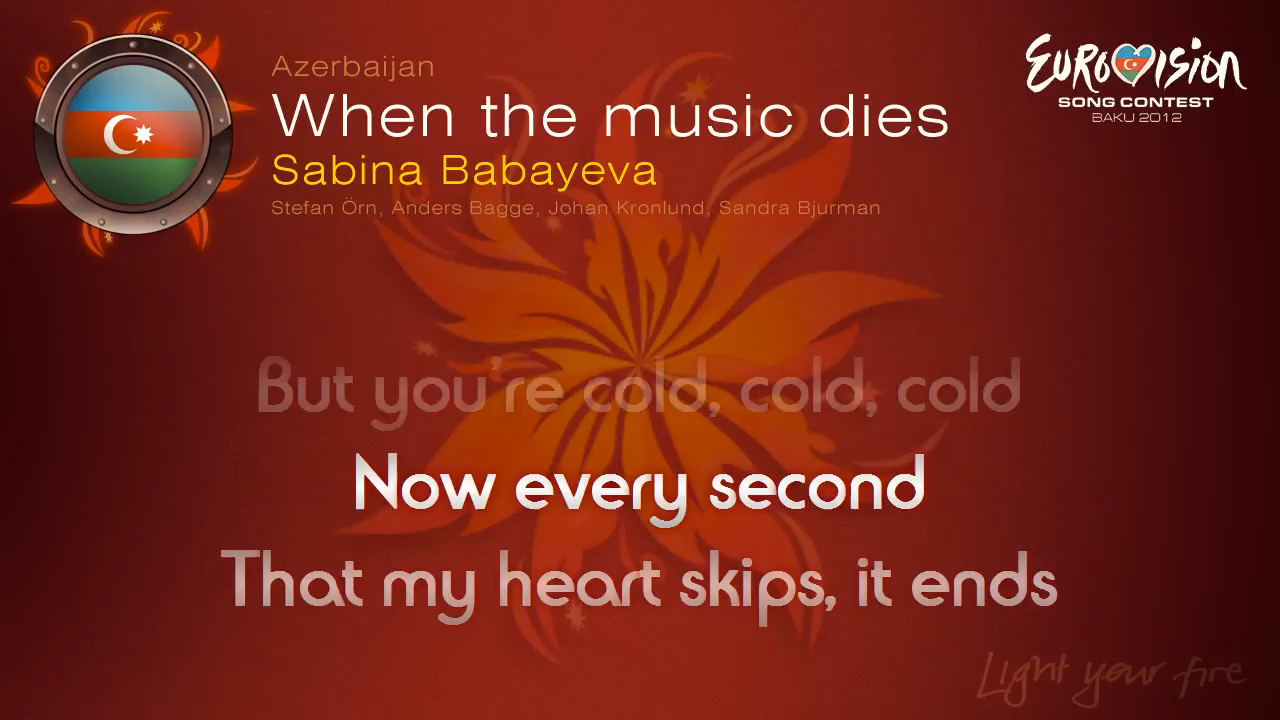 Azerbaijan
When the music dies
Sabina Babayeva
Stefan Örn, Anders Bagge, Johan Kronlund, Sandra Bjurman
EUROVISION
SONG CONTEST
BAKU 2012
But you're cold, cold, cold
Now every second
That my heart skips, it ends
Light your fire